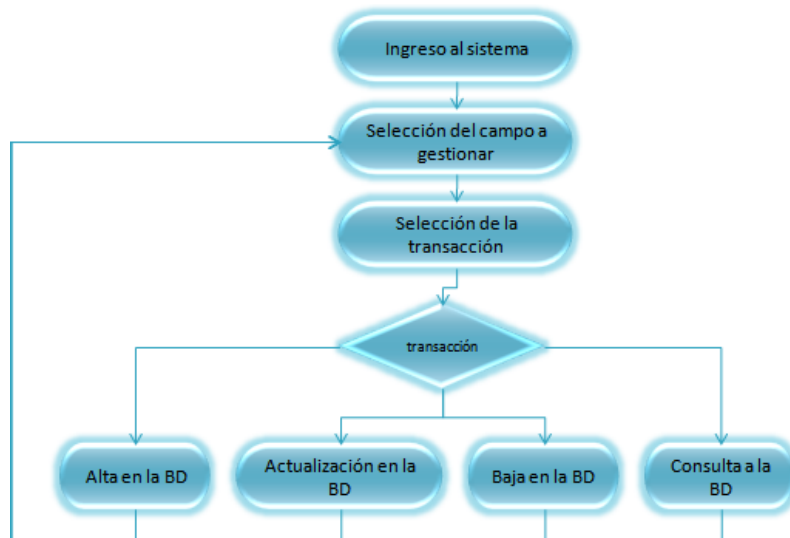 Ingreso al sistema
Selección del campo a
gestionar
Selección de la
transacción
transacción
Alta en la BD
Actualización en la
BD
Baja en la BD
Consulta a la
BD